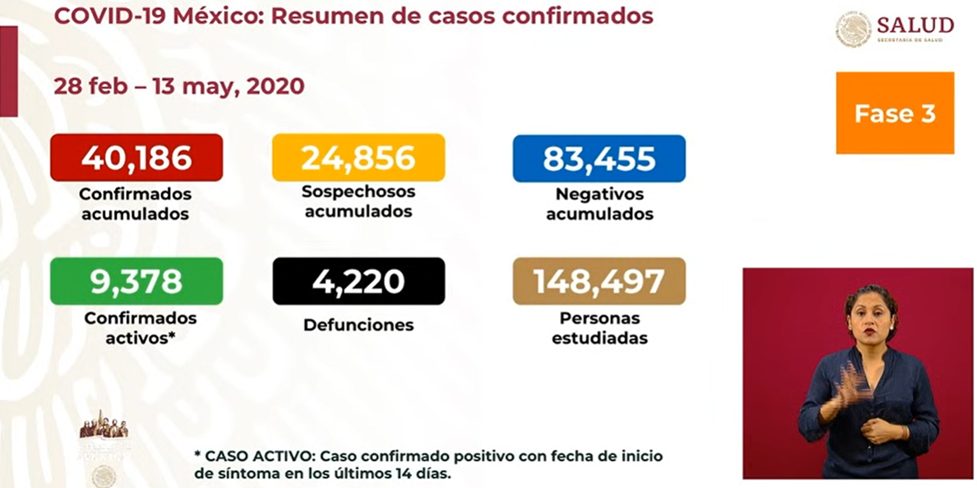 COVID-19 México: Resumen de casos confirmados
SALUD
SECRETARÍA DE SALUD
28 feb – 13 may, 2020
Fase 3
40,186
Confirmados
acumulados
24,856
Sospechosos
acumulados
83,455
Negativos
acumulados
9,378
Confirmados
activos*
4,220
Defunciones
148,497
Personas
estudiadas
* CASO ACTIVO: Caso confirmado positivo con fecha de inicio
de síntoma en los últimos 14 días.